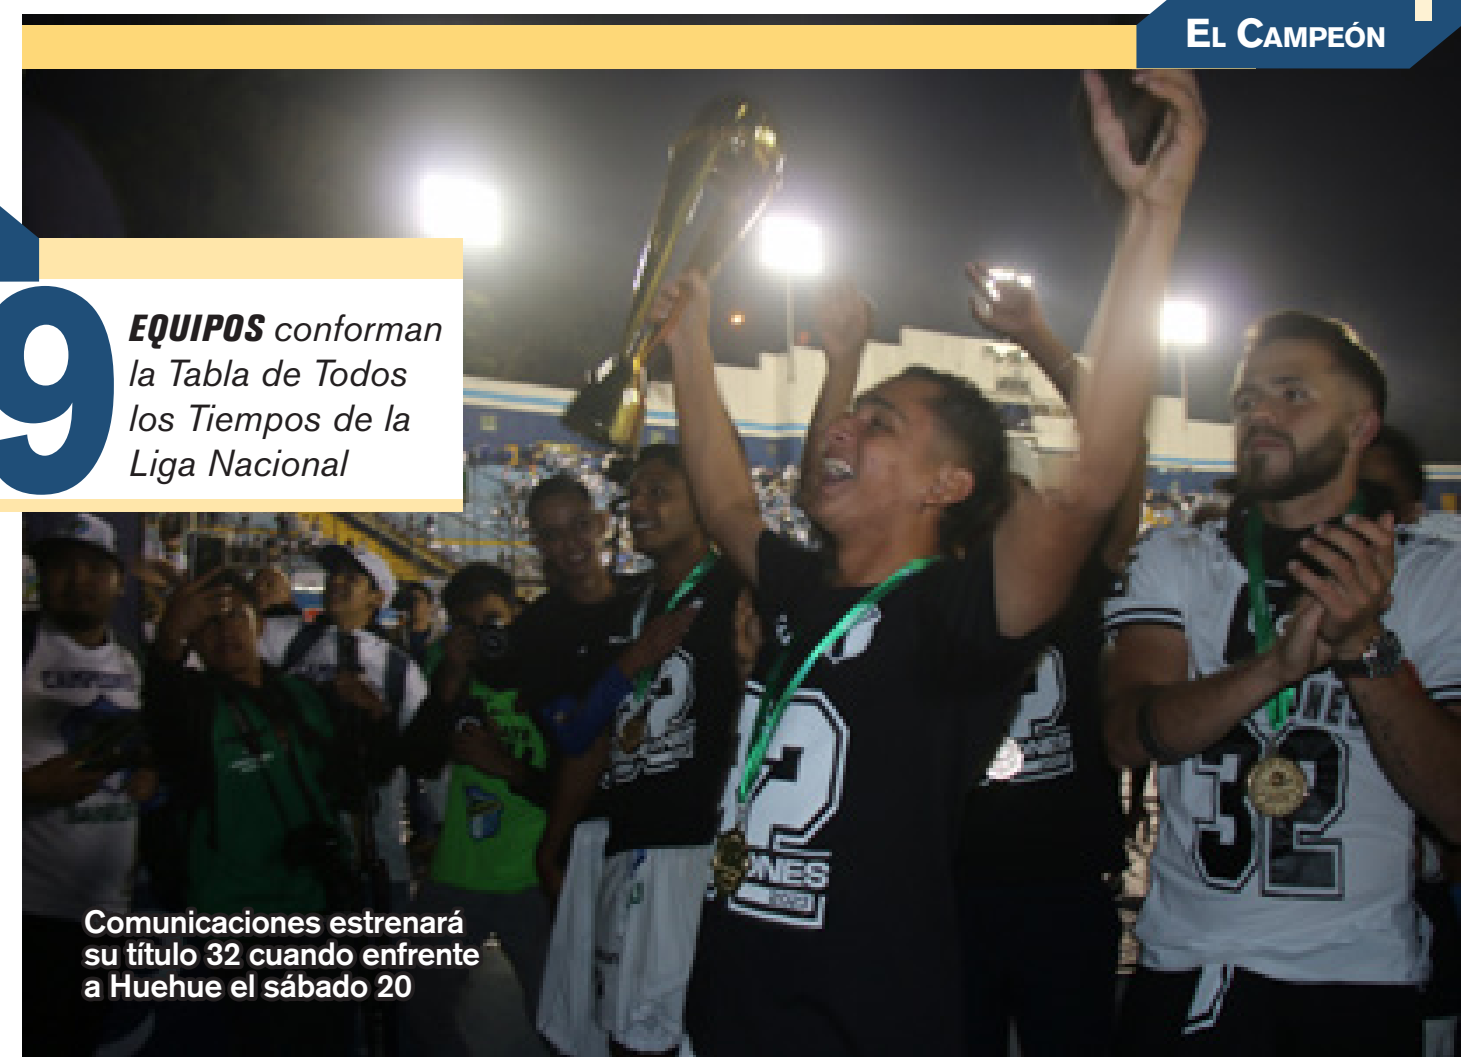 EL CAMPEÓN
9
EQUIPOS conforman
la Tabla de Todos
los Tiempos de la
Liga Nacional
32
Comunicaciones estrenará
su título 32 cuando enfrente
a Huehue el sábado 20